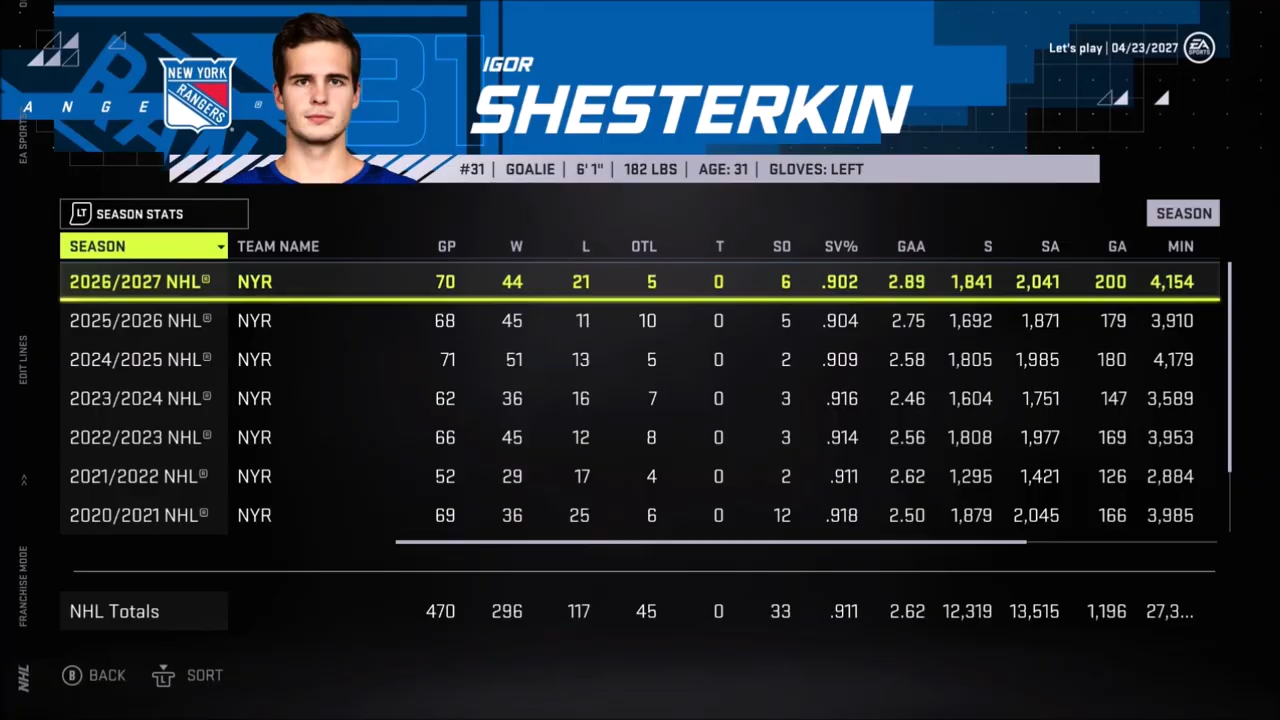 IGOR
SHESTERKIN
Let's play | 04/23/2027
EA SPORTS
NEW YORK
RANGERS
ANGE
31
#31 | GOALIE | 6' 1" | 182 LBS | AGE: 31 | GLOVES: LEFT
LT SEASON STATS
SEASON
SEASON TEAM NAME GP W L OTL T SO SV% GAA S SA GA MIN
2026/2027 NHL® NYR 70 44 21 5 0 6 .902 2.89 1,841 2,041 200 4,154
2025/2026 NHL® NYR 68 45 11 10 0 5 .904 2.75 1,692 1,871 179 3,910
2024/2025 NHL® NYR 71 51 13 5 0 2 .909 2.58 1,805 1,985 180 4,179
2023/2024 NHL® NYR 62 36 16 7 0 3 .916 2.46 1,604 1,751 147 3,589
2022/2023 NHL® NYR 66 45 12 8 0 3 .914 2.56 1,808 1,977 169 3,953
2021/2022 NHL® NYR 52 29 17 4 0 2 .911 2.62 1,295 1,421 126 2,884
2020/2021 NHL® NYR 69 36 25 6 0 12 .918 2.50 1,879 2,045 166 3,985
NHL Totals 470 296 117 45 0 33 .911 2.62 12,319 13,515 1,196 27,3...
B BACK L SORT
NHL
FRANCHISE MODE
>>
EDIT LINES
EA SPORTS